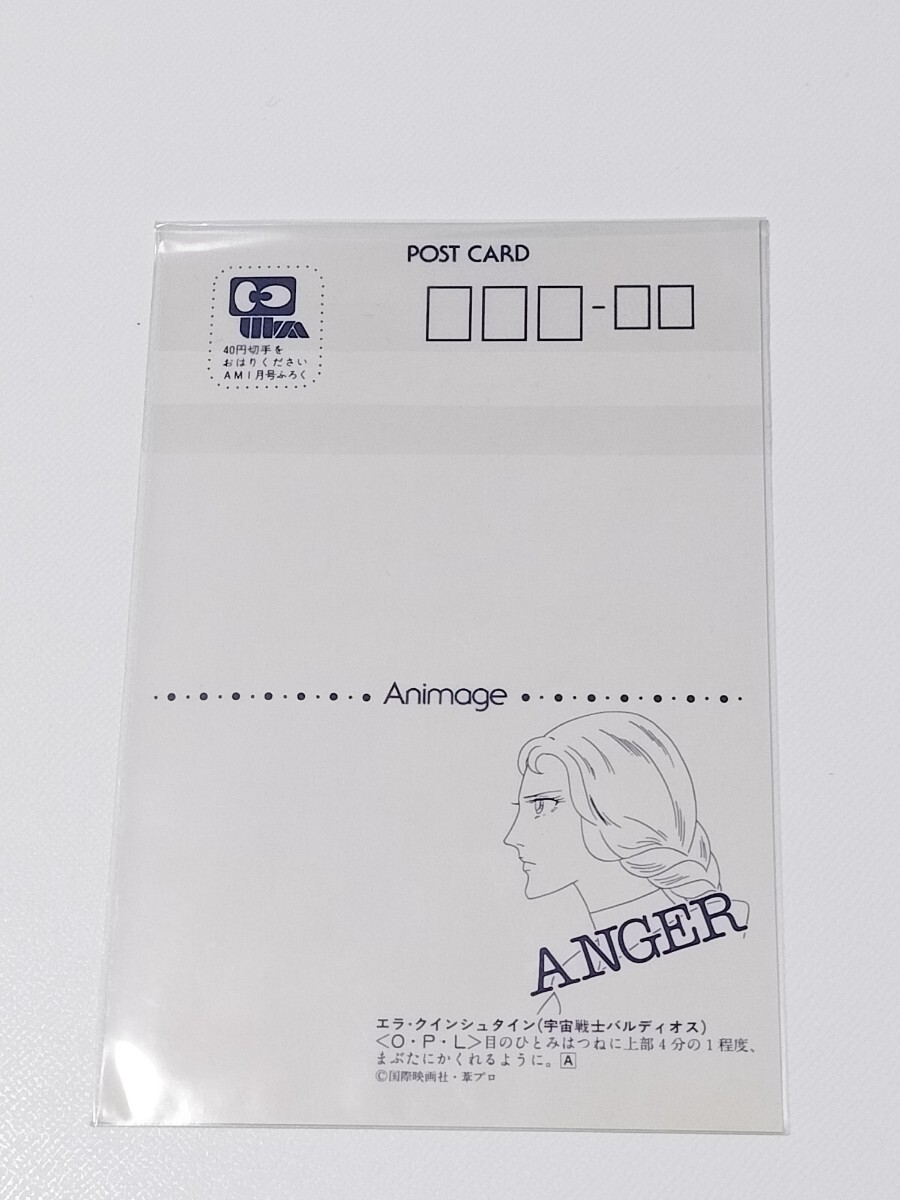 POST CARD
40円切手を
おはりください
AM1月号ふろく
Animage
ANGER
エラ・クインシュタイン(宇宙戦士バルディオス)
<O・P・L>目のひとみはつねに上部4分の1程度、
まぶたにかくれるように。A
©国際映画社・葦プロ